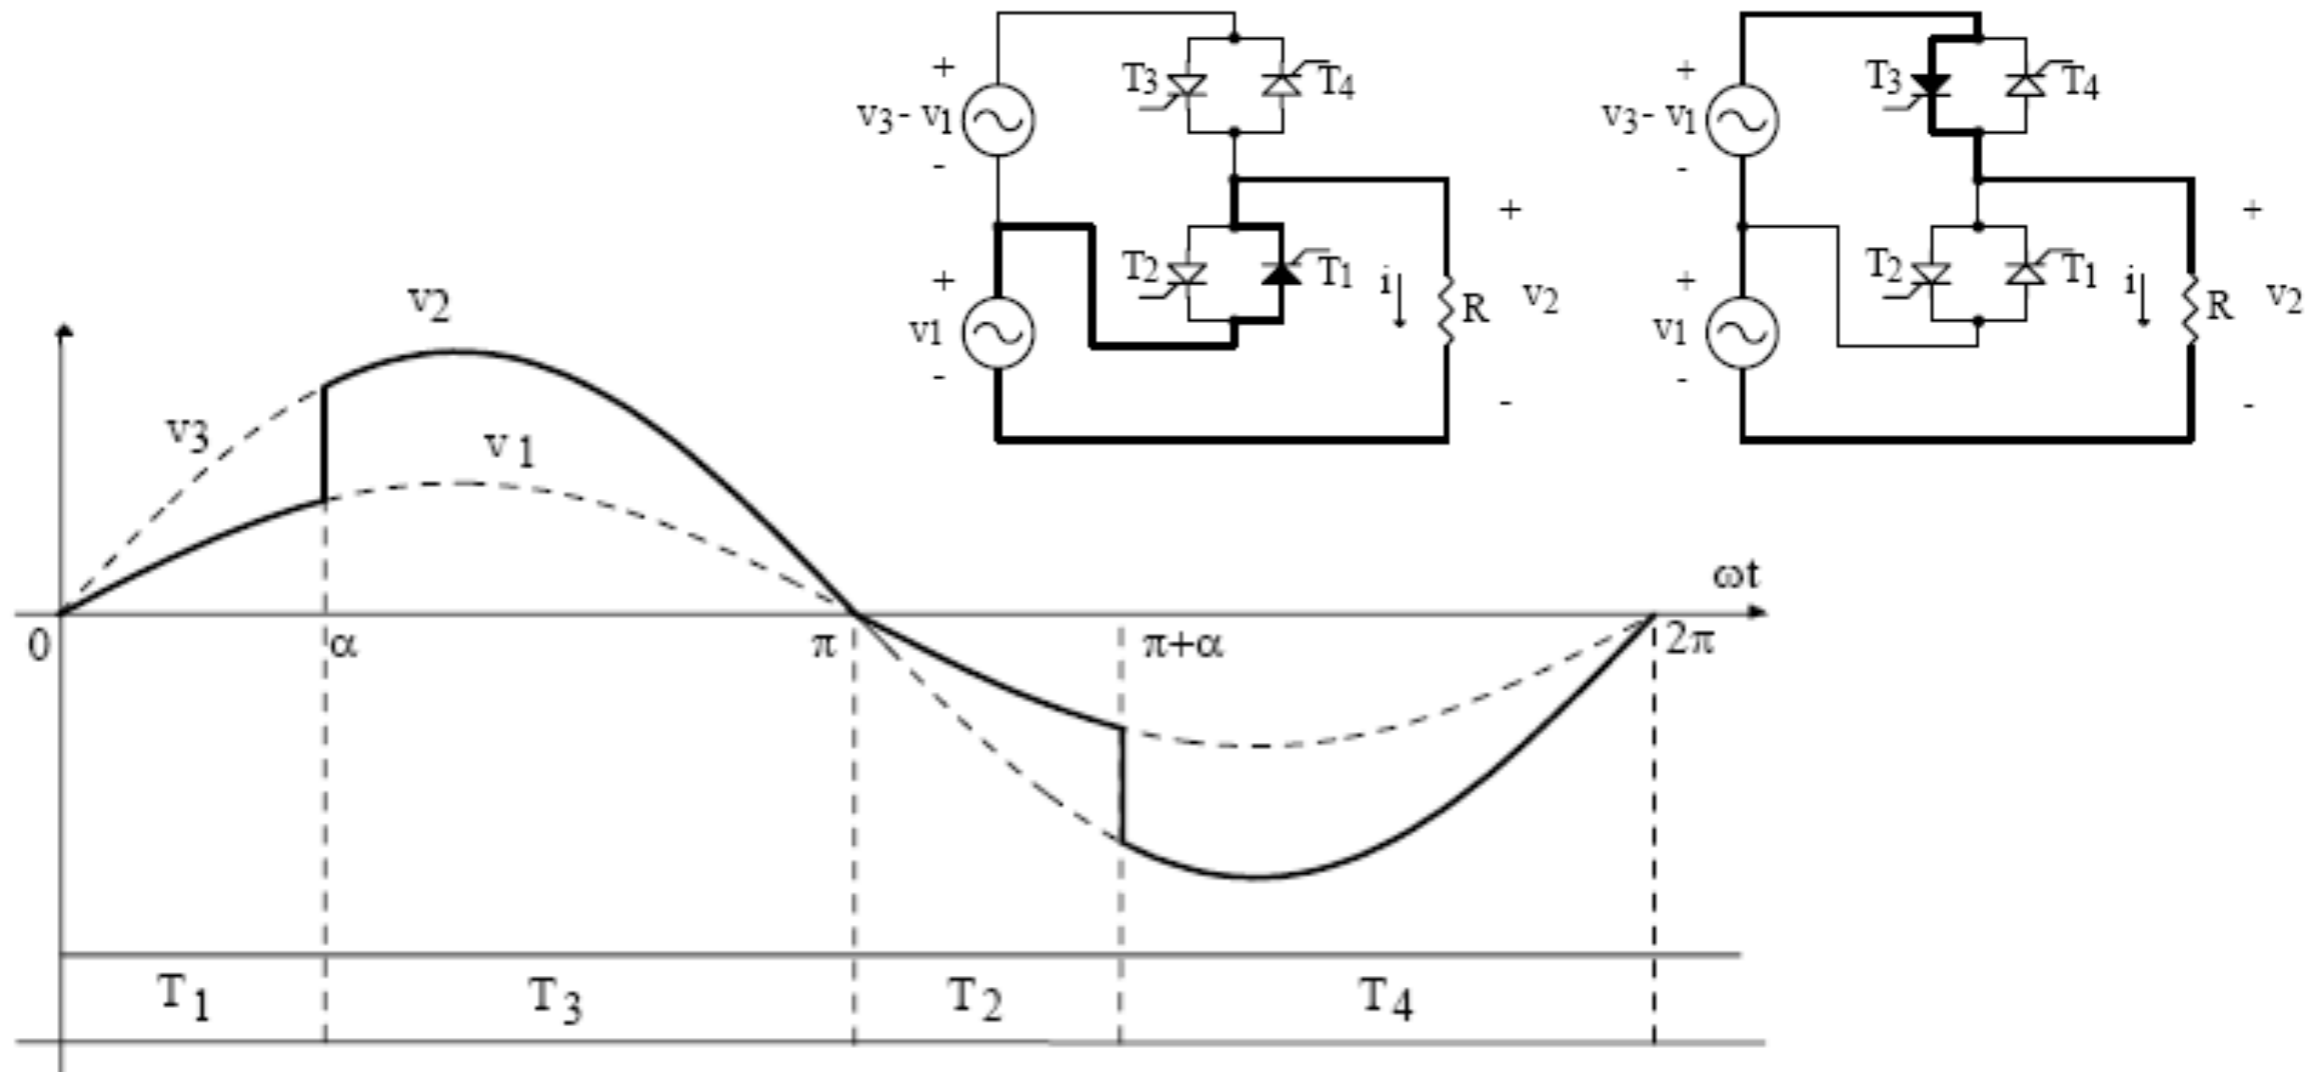 +
v3- v1
-
+
v1
-
T3
T4
T2
T1
i
R
+
v2
-
+
v3- v1
-
+
v1
-
T3
T4
T2
T1
i
R
+
v2
-
v2
v3
v1
ωt
0
α
π
π+α
2π
T1
T3
T2
T4